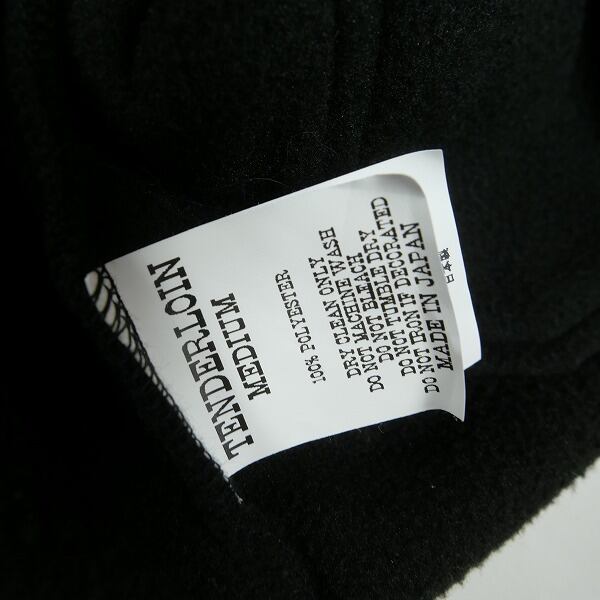 TENDERLOIN
MEDIUM
100% POLYESTER
DRY CLEAN ONLY
DO NOT MACHINE WASH
DO NOT BLEACH
DO NOT TUMBLE DRY
DO NOT IRON IF DECORATED
MADE IN JAPAN
日本製